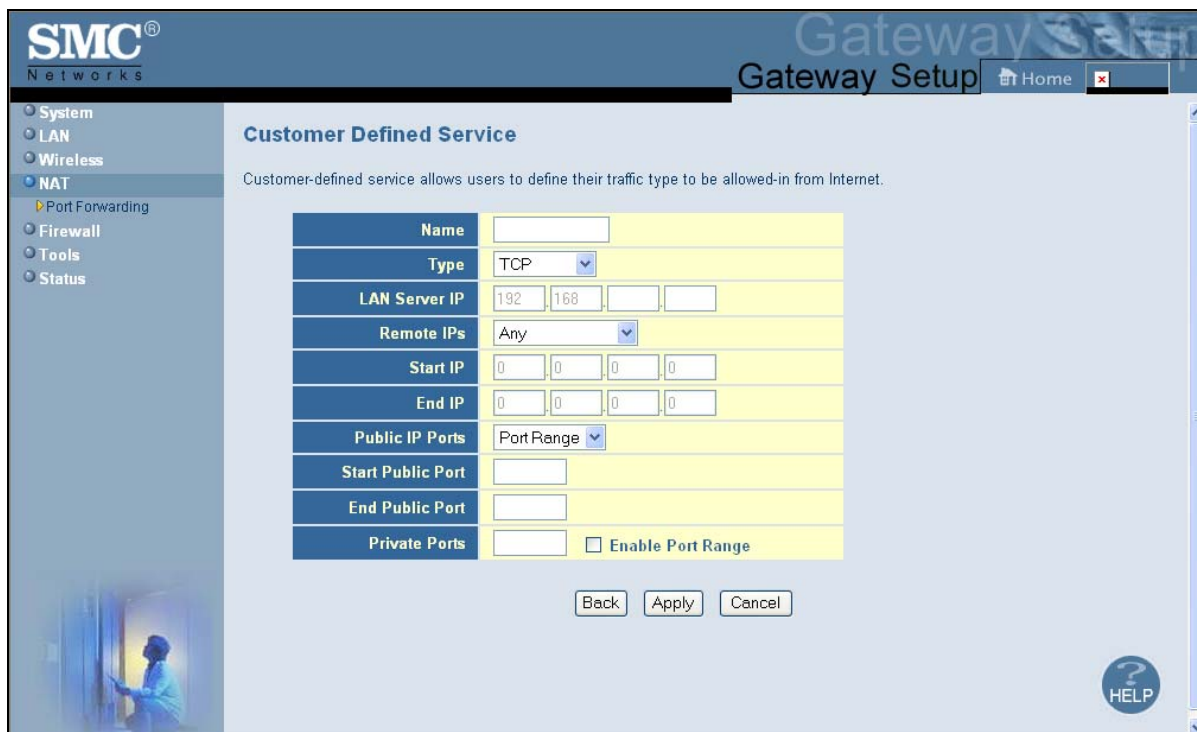 SMC®
Networks
Gateway Setup
Gateway Setup
Home
System
LAN
Wireless
NAT
Port Forwarding
Firewall
Tools
Status
Customer Defined Service
Customer-defined service allows users to define their traffic type to be allowed-in from Internet.
Name
Type TCP
LAN Server IP 192 . 168 . .
Remote IPs Any
Start IP 0 . 0 . 0 . 0
End IP 0 . 0 . 0 . 0
Public IP Ports Port Range
Start Public Port
End Public Port
Private Ports Enable Port Range
Back Apply Cancel
?
HELP